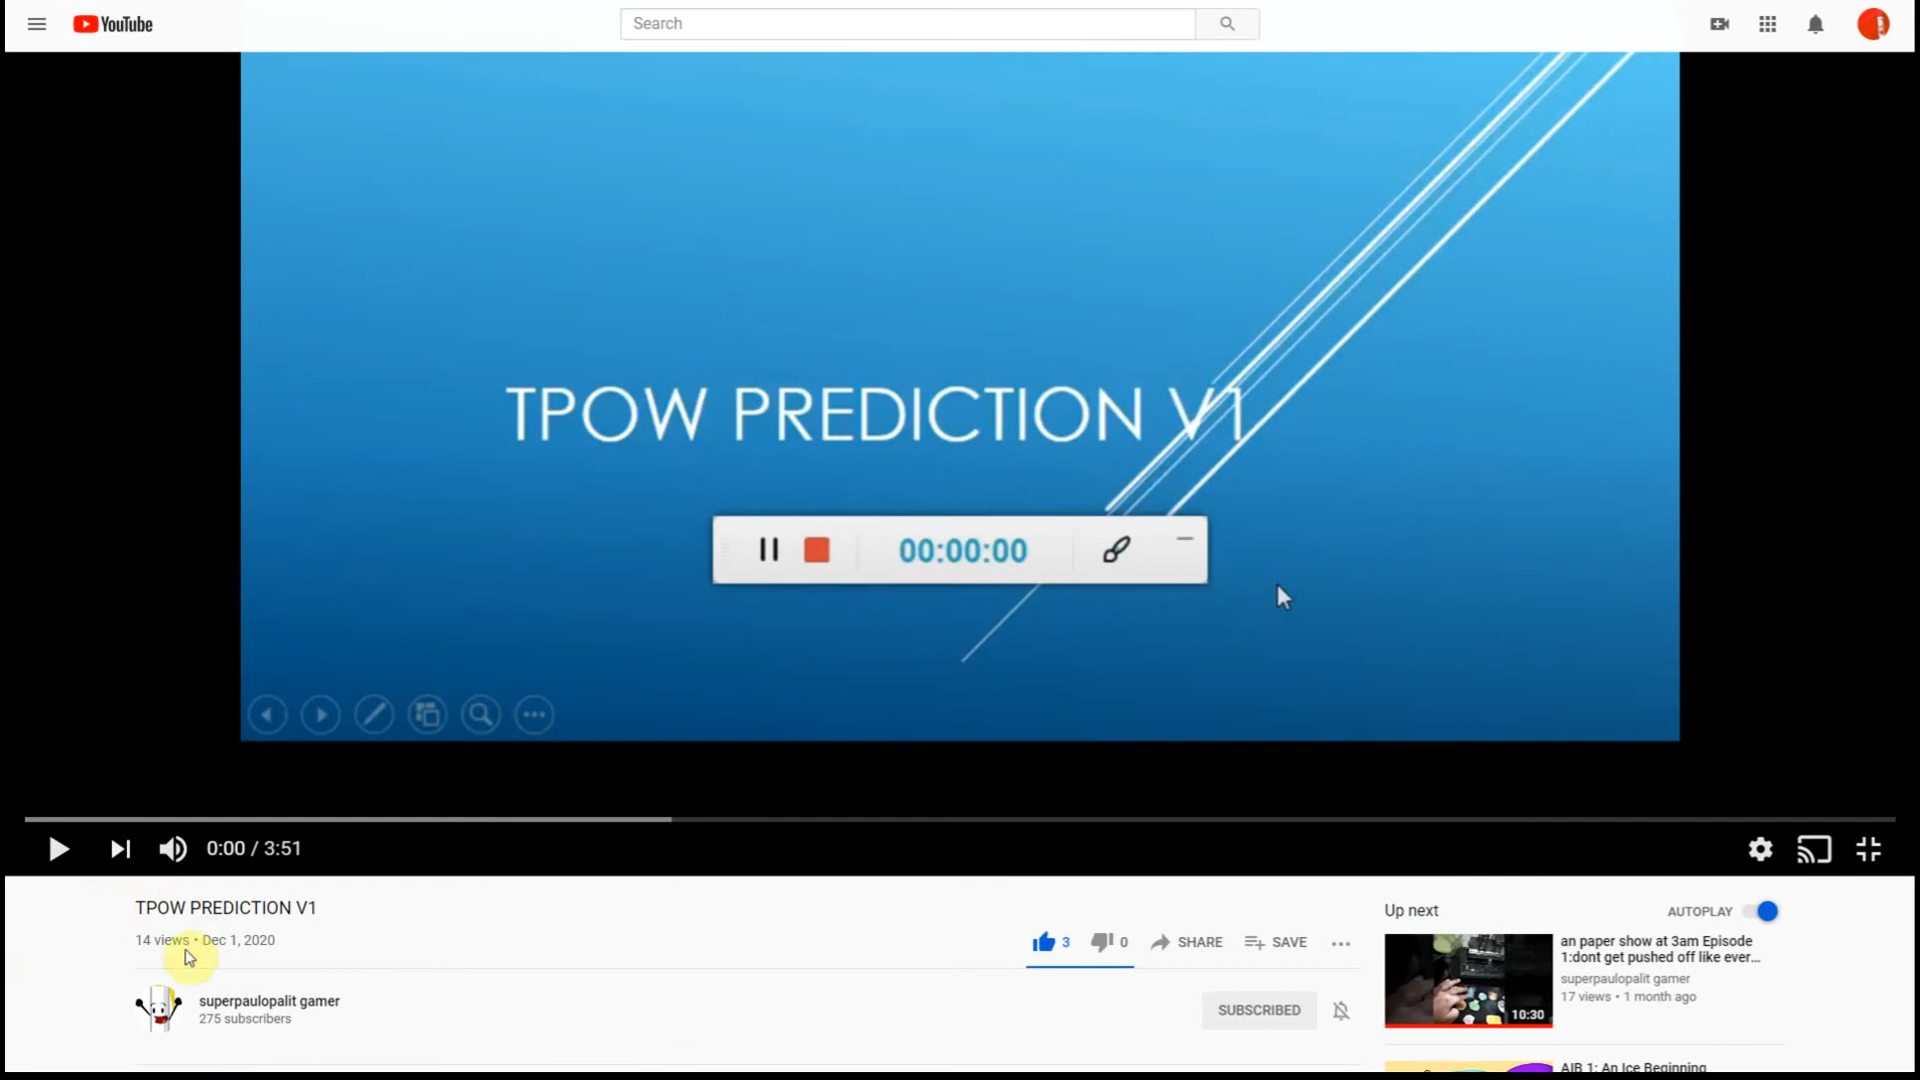 YouTube
Search
TPOW PREDICTION V1
00:00:00
0:00 / 3:51
TPOW PREDICTION V1
14 views • Dec 1, 2020
3
0
SHARE
SAVE
superpaulopalit gamer
275 subscribers
SUBSCRIBED
Up next
AUTOPLAY
an paper show at 3am Episode
1:dont get pushed off like ever...
superpaulopalit gamer
17 views • 1 month ago
10:30
AIB 1: An Ice Beginning